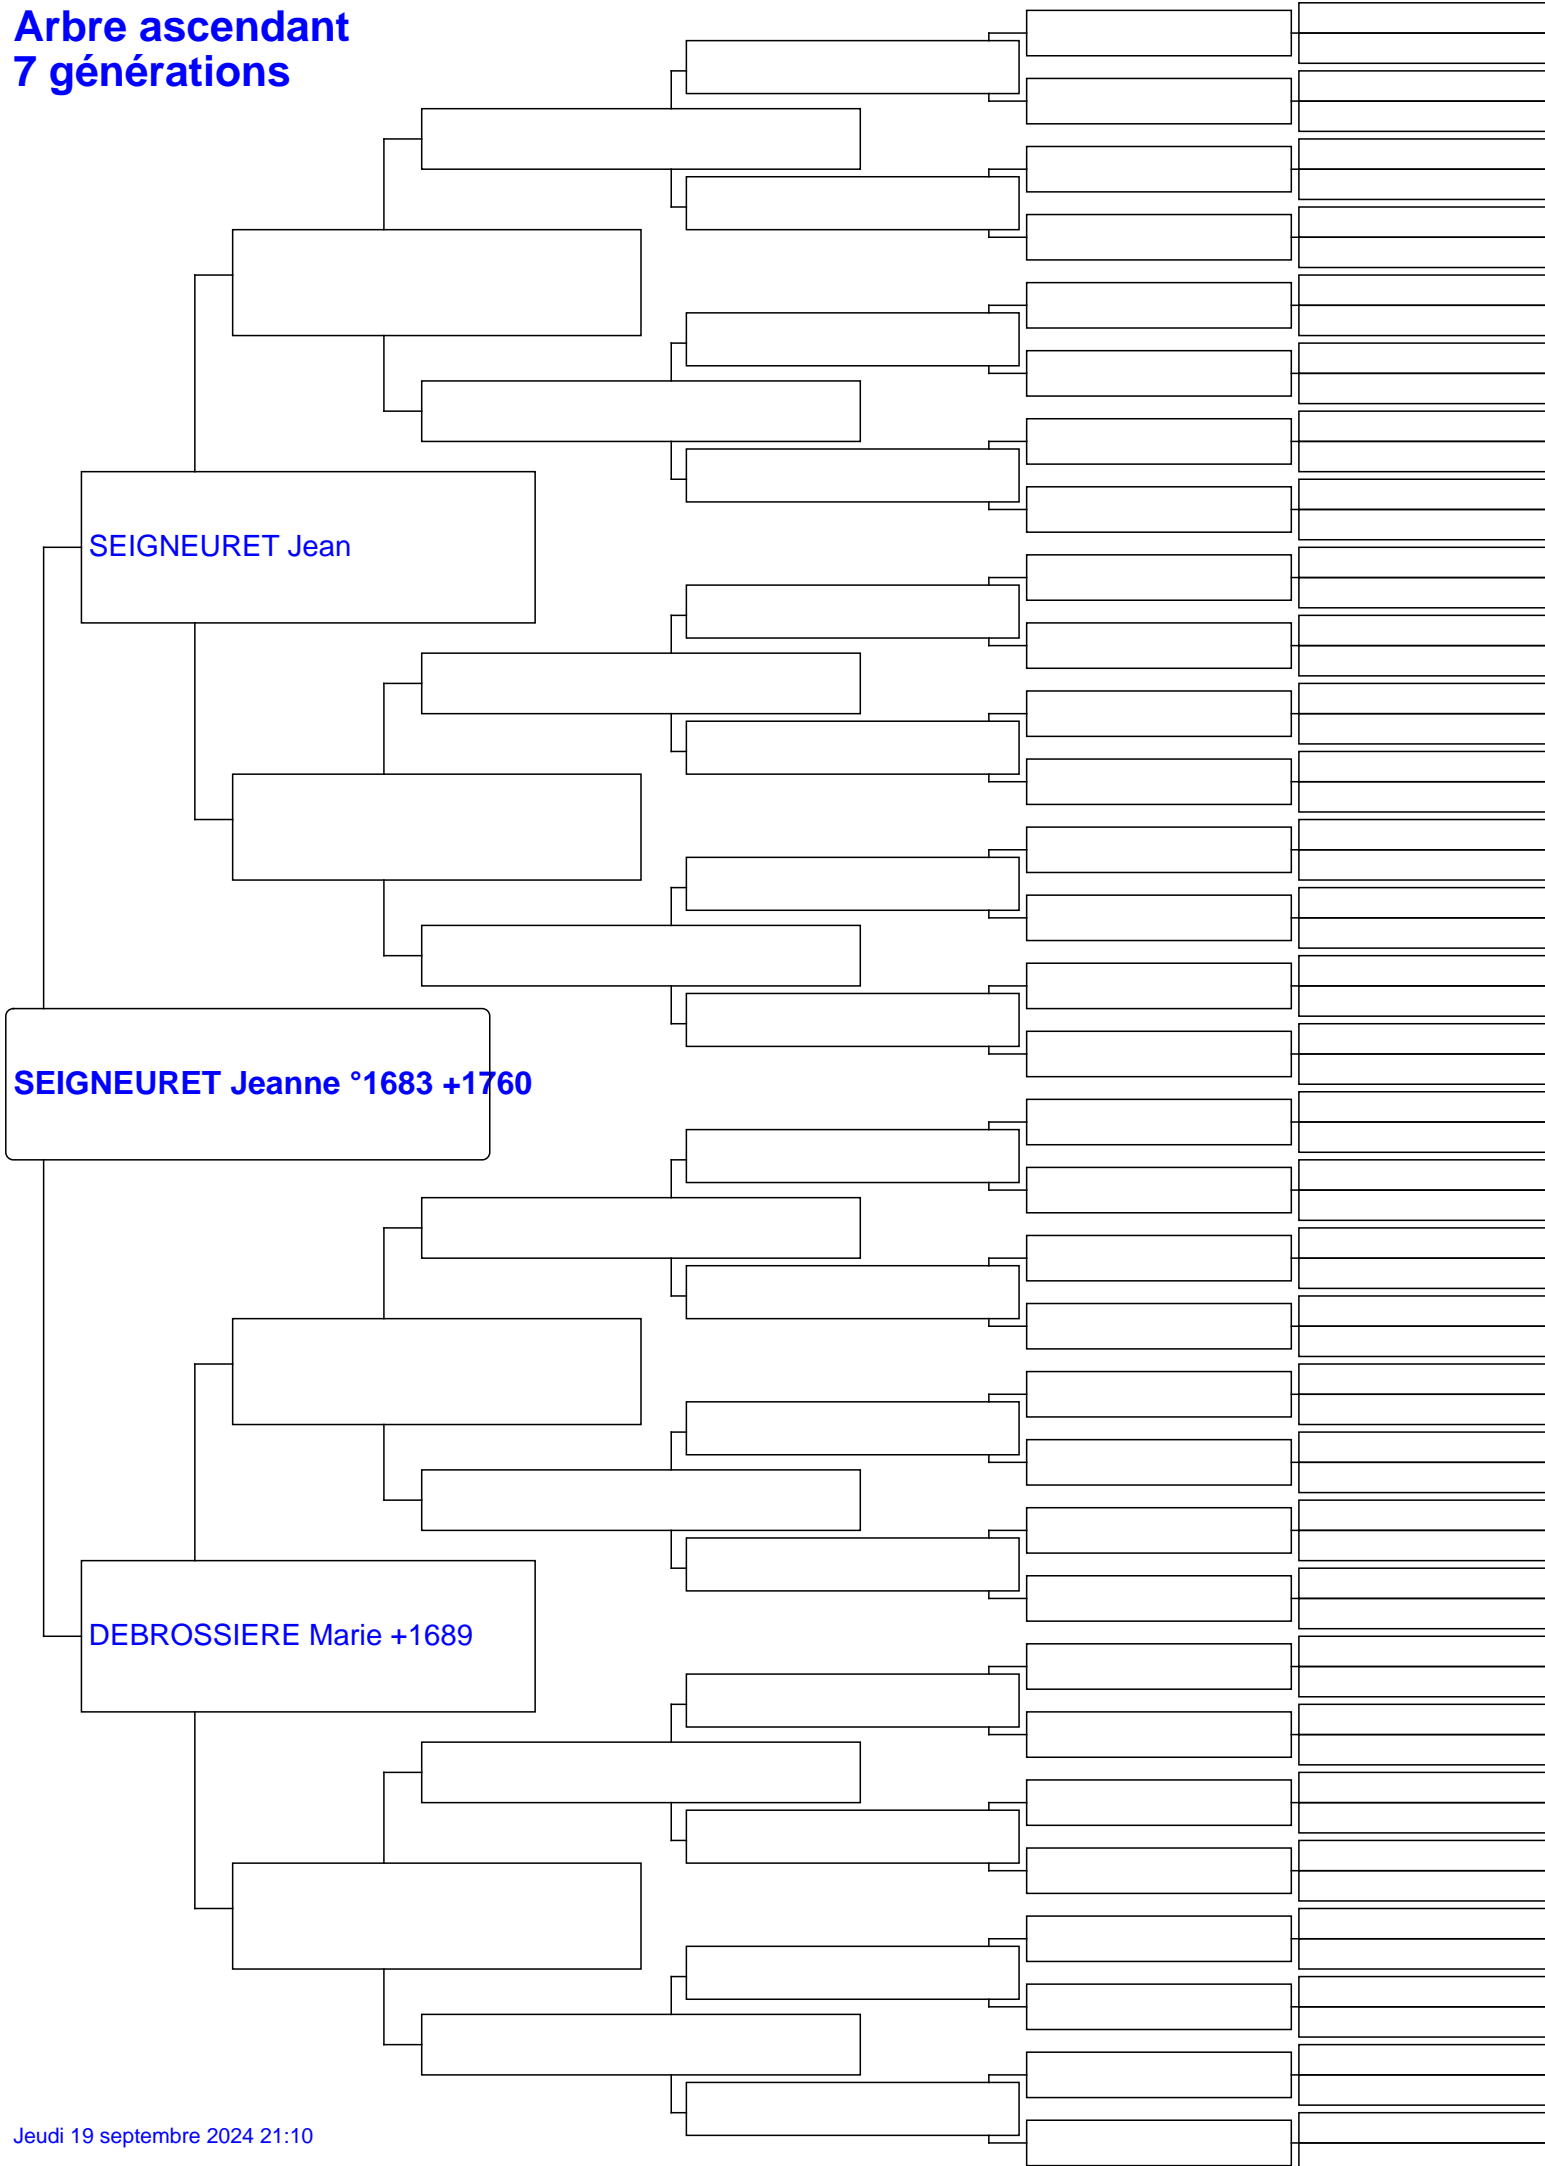 Arbre ascendant
7 générations
SEIGNEURET Jean
SEIGNEURET Jeanne °1683 +1760
DEBROSSIERE Marie +1689
Jeudi 19 septembre 2024 21:10